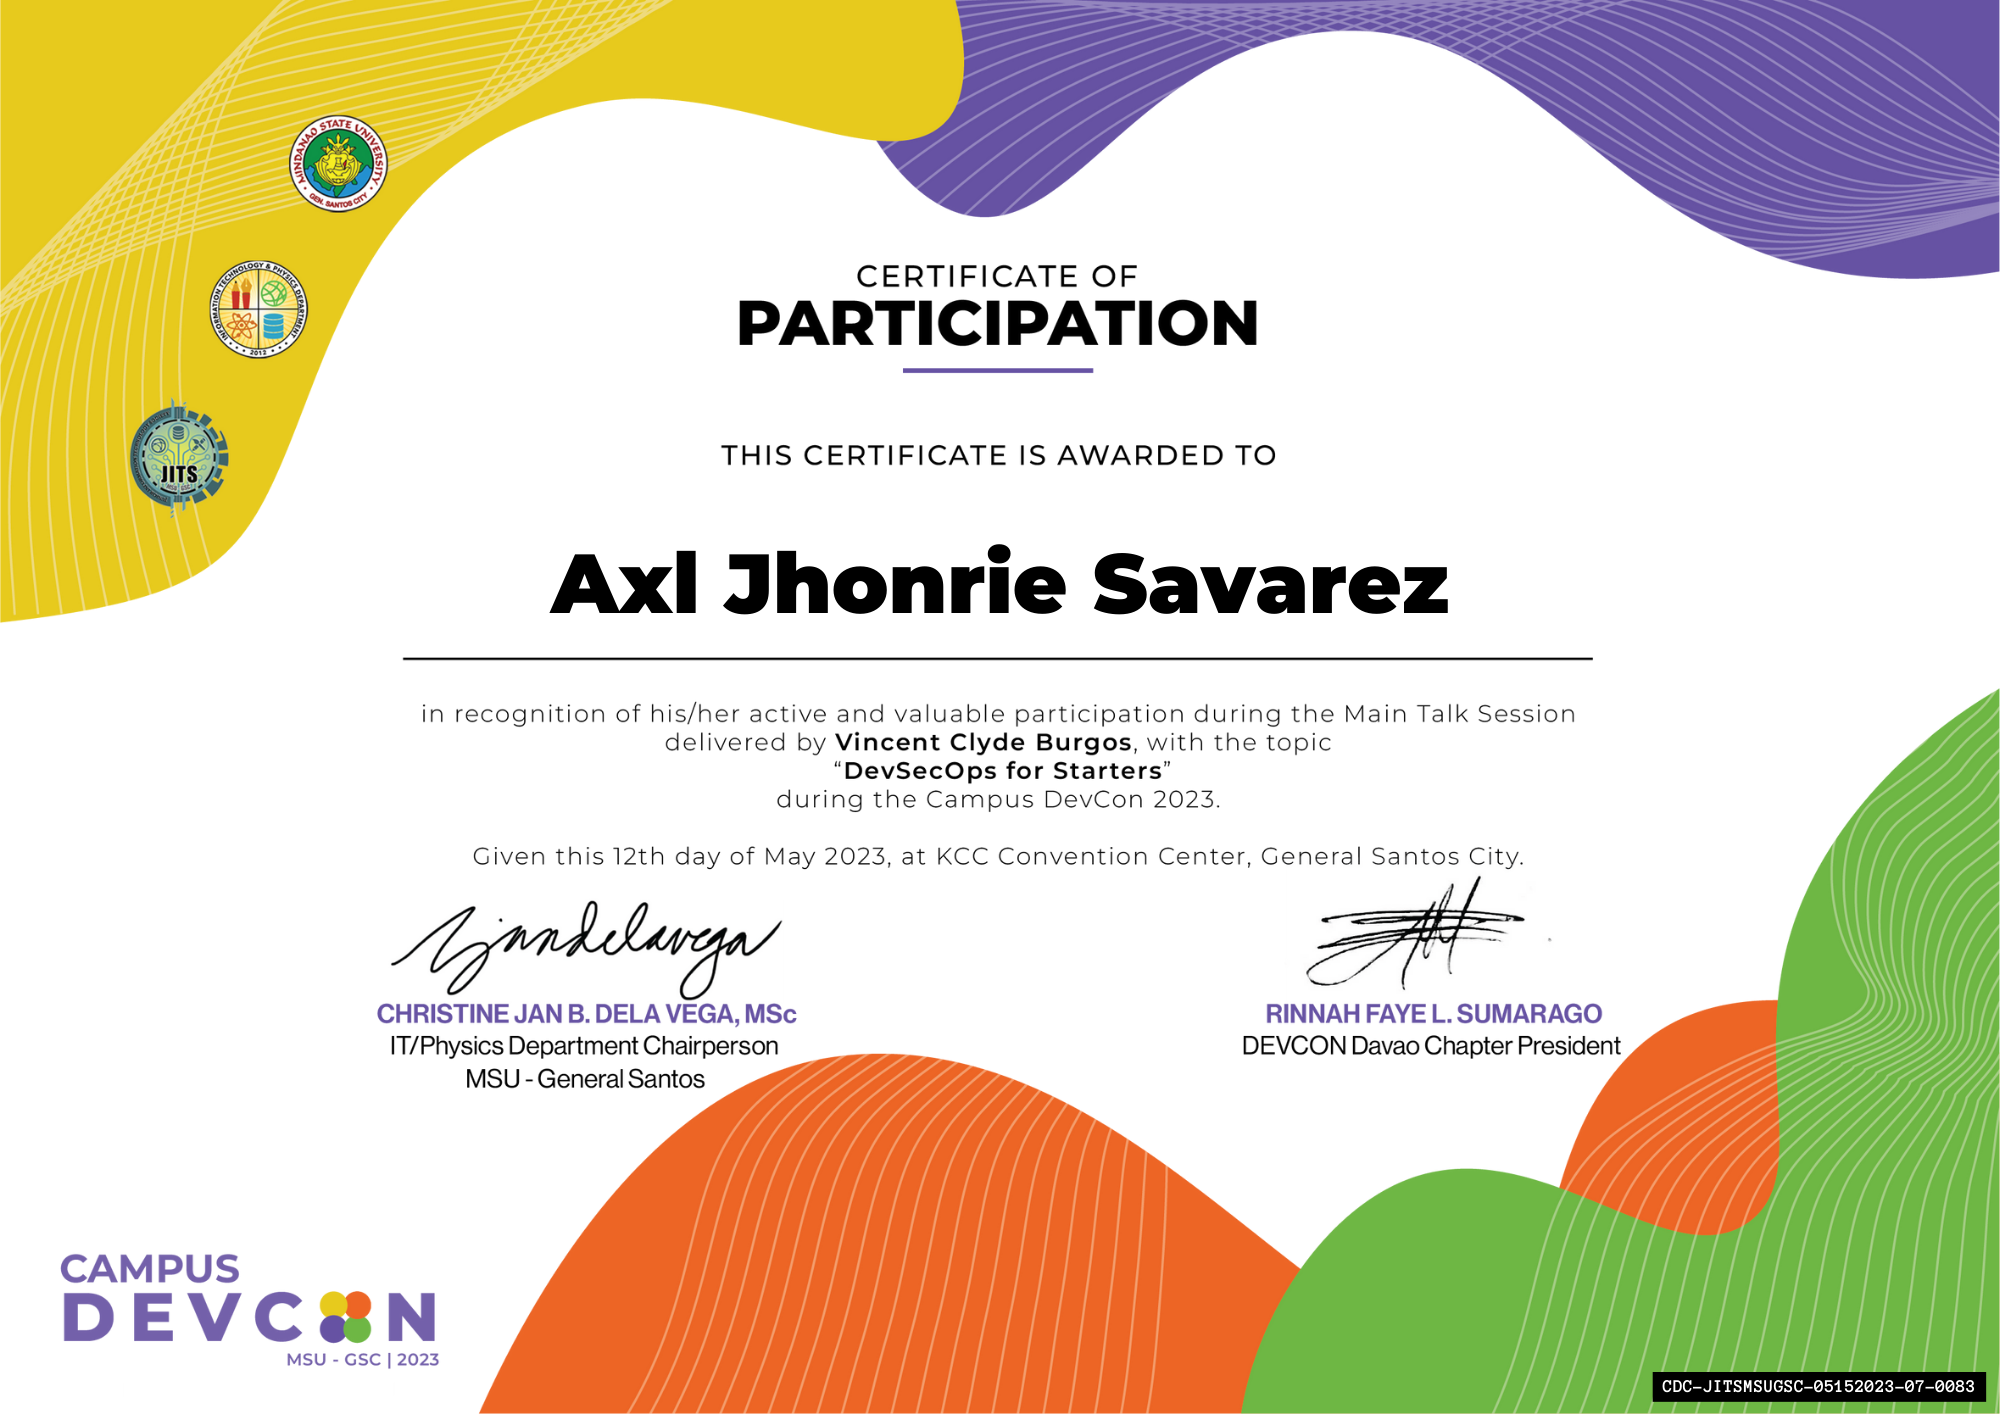 MINDANAO STATE UNIVERSITY
GEN. SANTOS CITY
INFORMATION TECHNOLOGY & PHYSICS DEPARTMENT
2012
JITS
CERTIFICATE OF
PARTICIPATION
THIS CERTIFICATE IS AWARDED TO
Axl Jhonrie Savarez
in recognition of his/her active and valuable participation during the Main Talk Session
delivered by Vincent Clyde Burgos, with the topic
“DevSecOps for Starters”
during the Campus DevCon 2023.
Given this 12th day of May 2023, at KCC Convention Center, General Santos City.
CHRISTINE JAN B. DELA VEGA, MSc
IT/Physics Department Chairperson
MSU - General Santos
RINNAH FAYE L. SUMARAGO
DEVCON Davao Chapter President
CAMPUS
DEVCON
MSU - GSC | 2023
CDC-JITSMSUGSC-05152023-07-0083